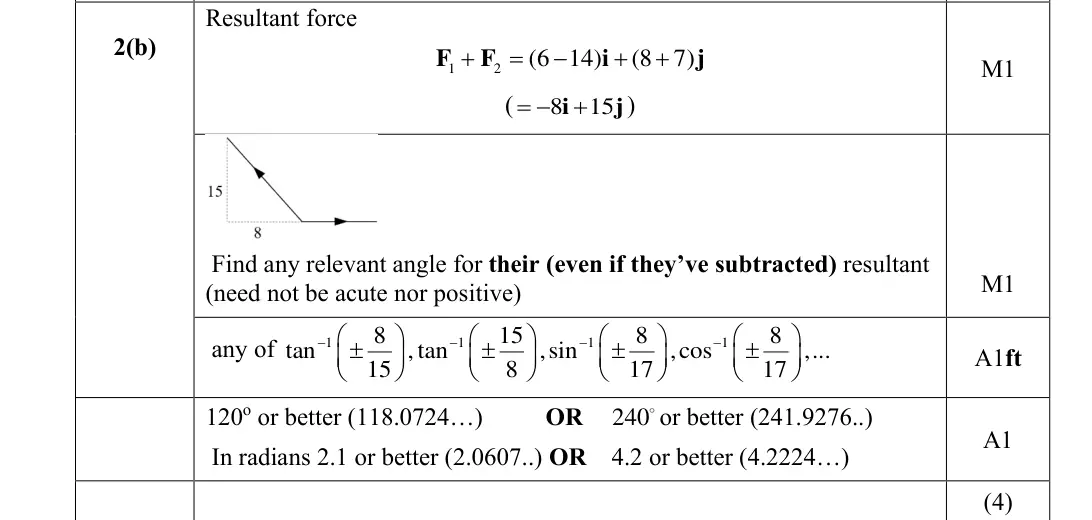 Resultant force
2(b)
F₁ + F₂ = (6 − 14)i + (8 + 7)j
M1
(= −8i + 15j)
15
8
Find any relevant angle for their (even if they’ve subtracted) resultant
(need not be acute nor positive)
M1
any of tan⁻¹(± 8/15), tan⁻¹(± 15/8), sin⁻¹(± 8/17), cos⁻¹(± 8/17),...
A1ft
120° or better (118.0724…) OR 240° or better (241.9276..)
In radians 2.1 or better (2.0607..) OR 4.2 or better (4.2224…)
A1
(4)